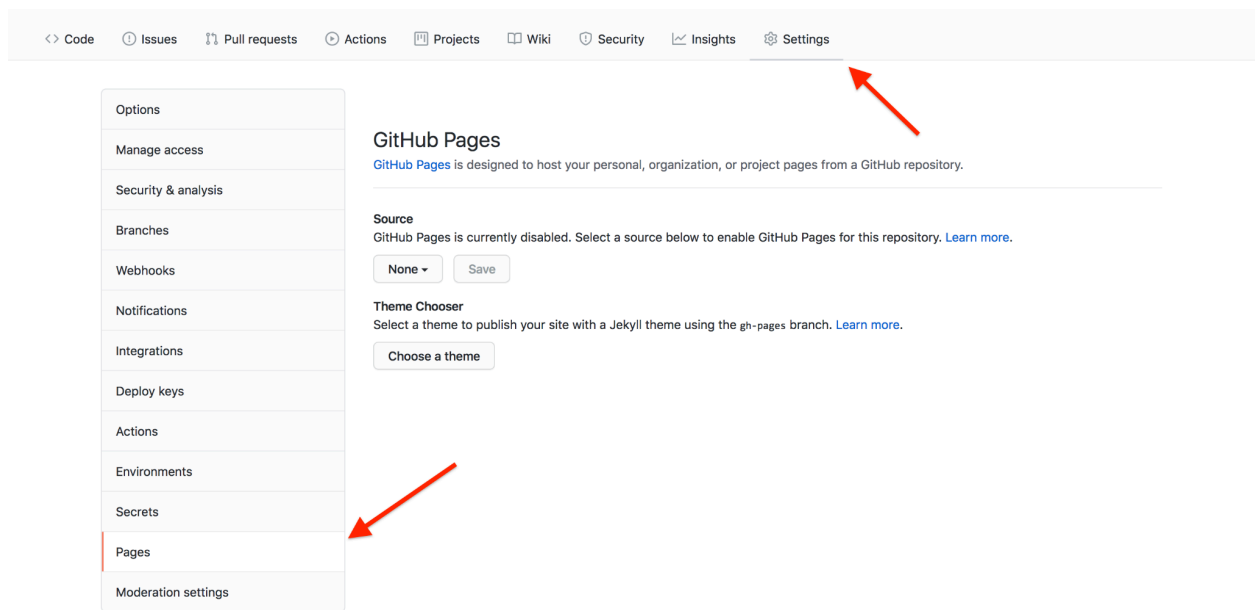 Code Issues Pull requests Actions Projects Wiki Security Insights Settings
Options
Manage access
Security & analysis
Branches
Webhooks
Notifications
Integrations
Deploy keys
Actions
Environments
Secrets
Pages
Moderation settings
GitHub Pages
GitHub Pages is designed to host your personal, organization, or project pages from a GitHub repository.
Source
GitHub Pages is currently disabled. Select a source below to enable GitHub Pages for this repository. Learn more.
None Save
Theme Chooser
Select a theme to publish your site with a Jekyll theme using the gh-pages branch. Learn more.
Choose a theme